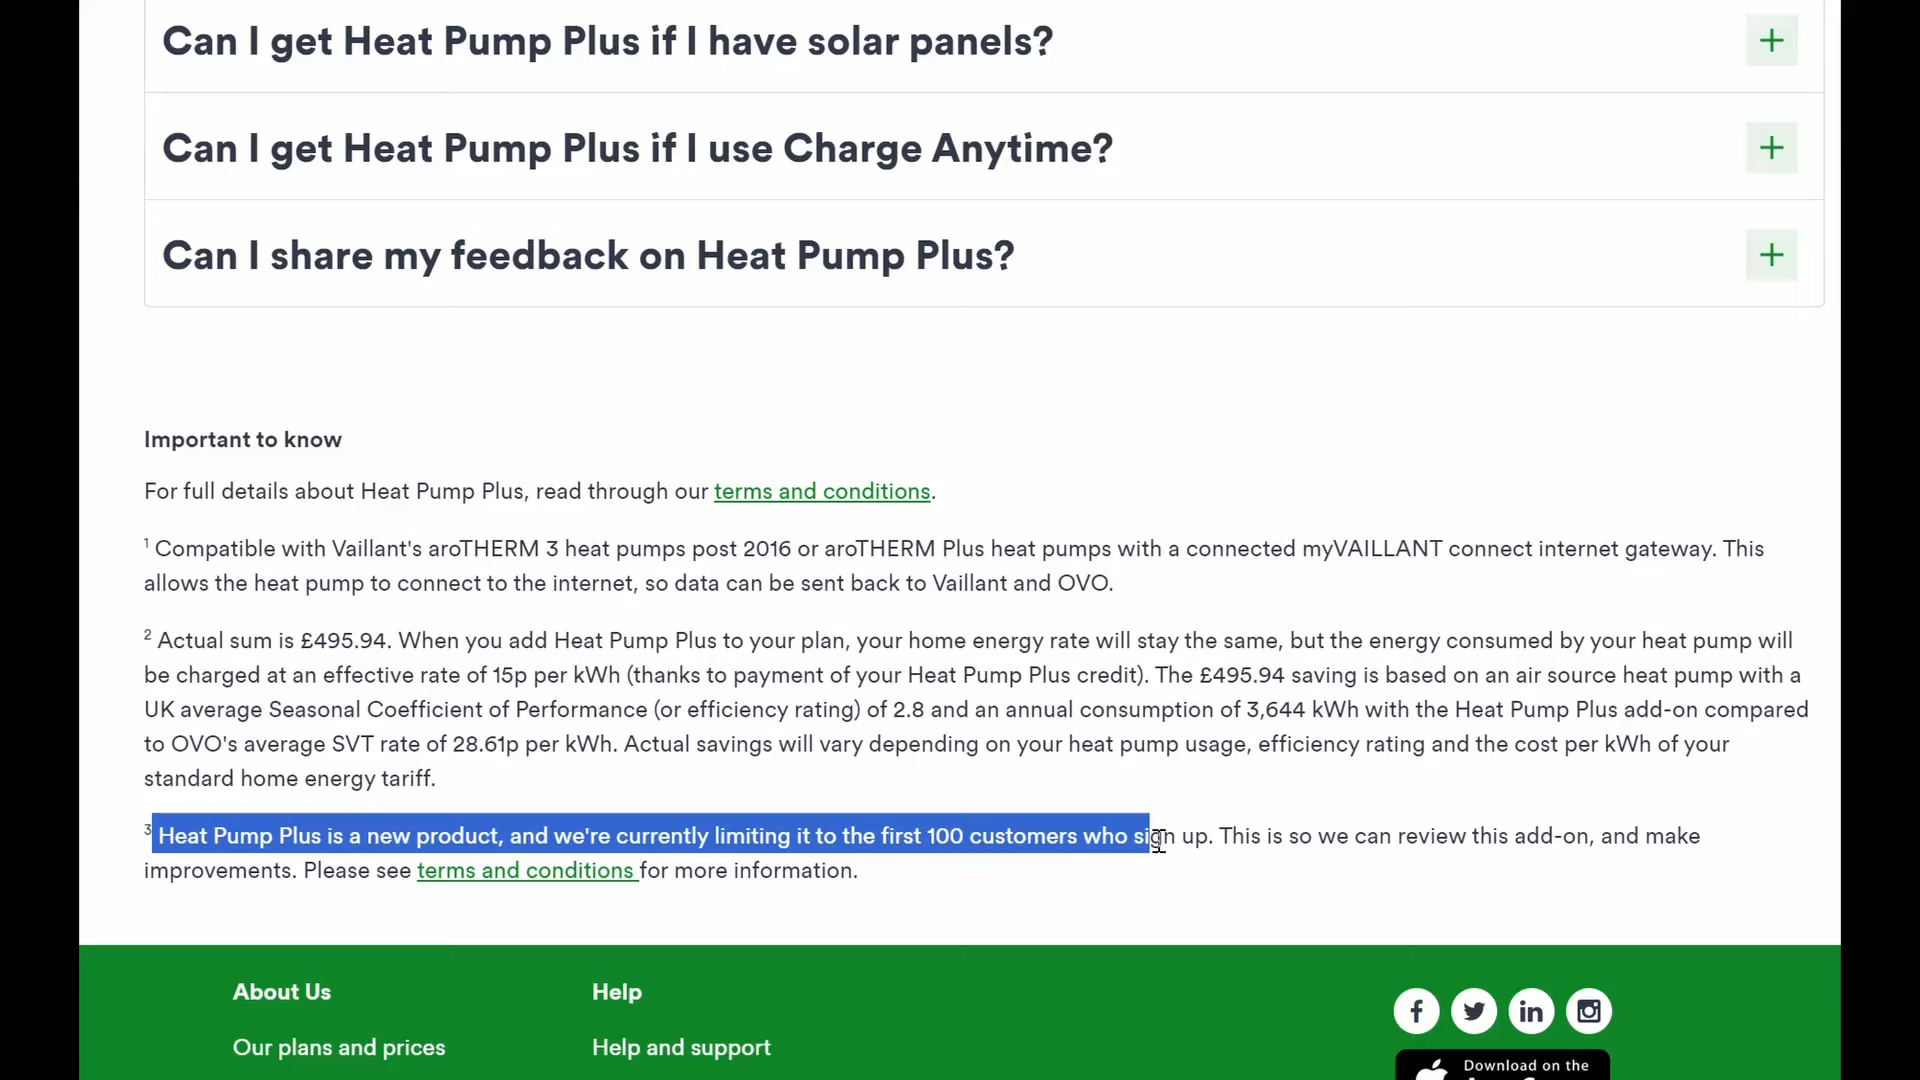 Can I get Heat Pump Plus if I have solar panels?
Can I get Heat Pump Plus if I use Charge Anytime?
Can I share my feedback on Heat Pump Plus?
Important to know
For full details about Heat Pump Plus, read through our terms and conditions.
1 Compatible with Vaillant's aroTHERM 3 heat pumps post 2016 or aroTHERM Plus heat pumps with a connected myVAILLANT connect internet gateway. This
allows the heat pump to connect to the internet, so data can be sent back to Vaillant and OVO.
2 Actual sum is £495.94. When you add Heat Pump Plus to your plan, your home energy rate will stay the same, but the energy consumed by your heat pump will
be charged at an effective rate of 15p per kWh (thanks to payment of your Heat Pump Plus credit). The £495.94 saving is based on an air source heat pump with a
UK average Seasonal Coefficient of Performance (or efficiency rating) of 2.8 and an annual consumption of 3,644 kWh with the Heat Pump Plus add-on compared
to OVO's average SVT rate of 28.61p per kWh. Actual savings will vary depending on your heat pump usage, efficiency rating and the cost per kWh of your
standard home energy tariff.
3 Heat Pump Plus is a new product, and we're currently limiting it to the first 100 customers who sign up. This is so we can review this add-on, and make
improvements. Please see terms and conditions for more information.
About Us
Help
Our plans and prices
Help and support
Download on the